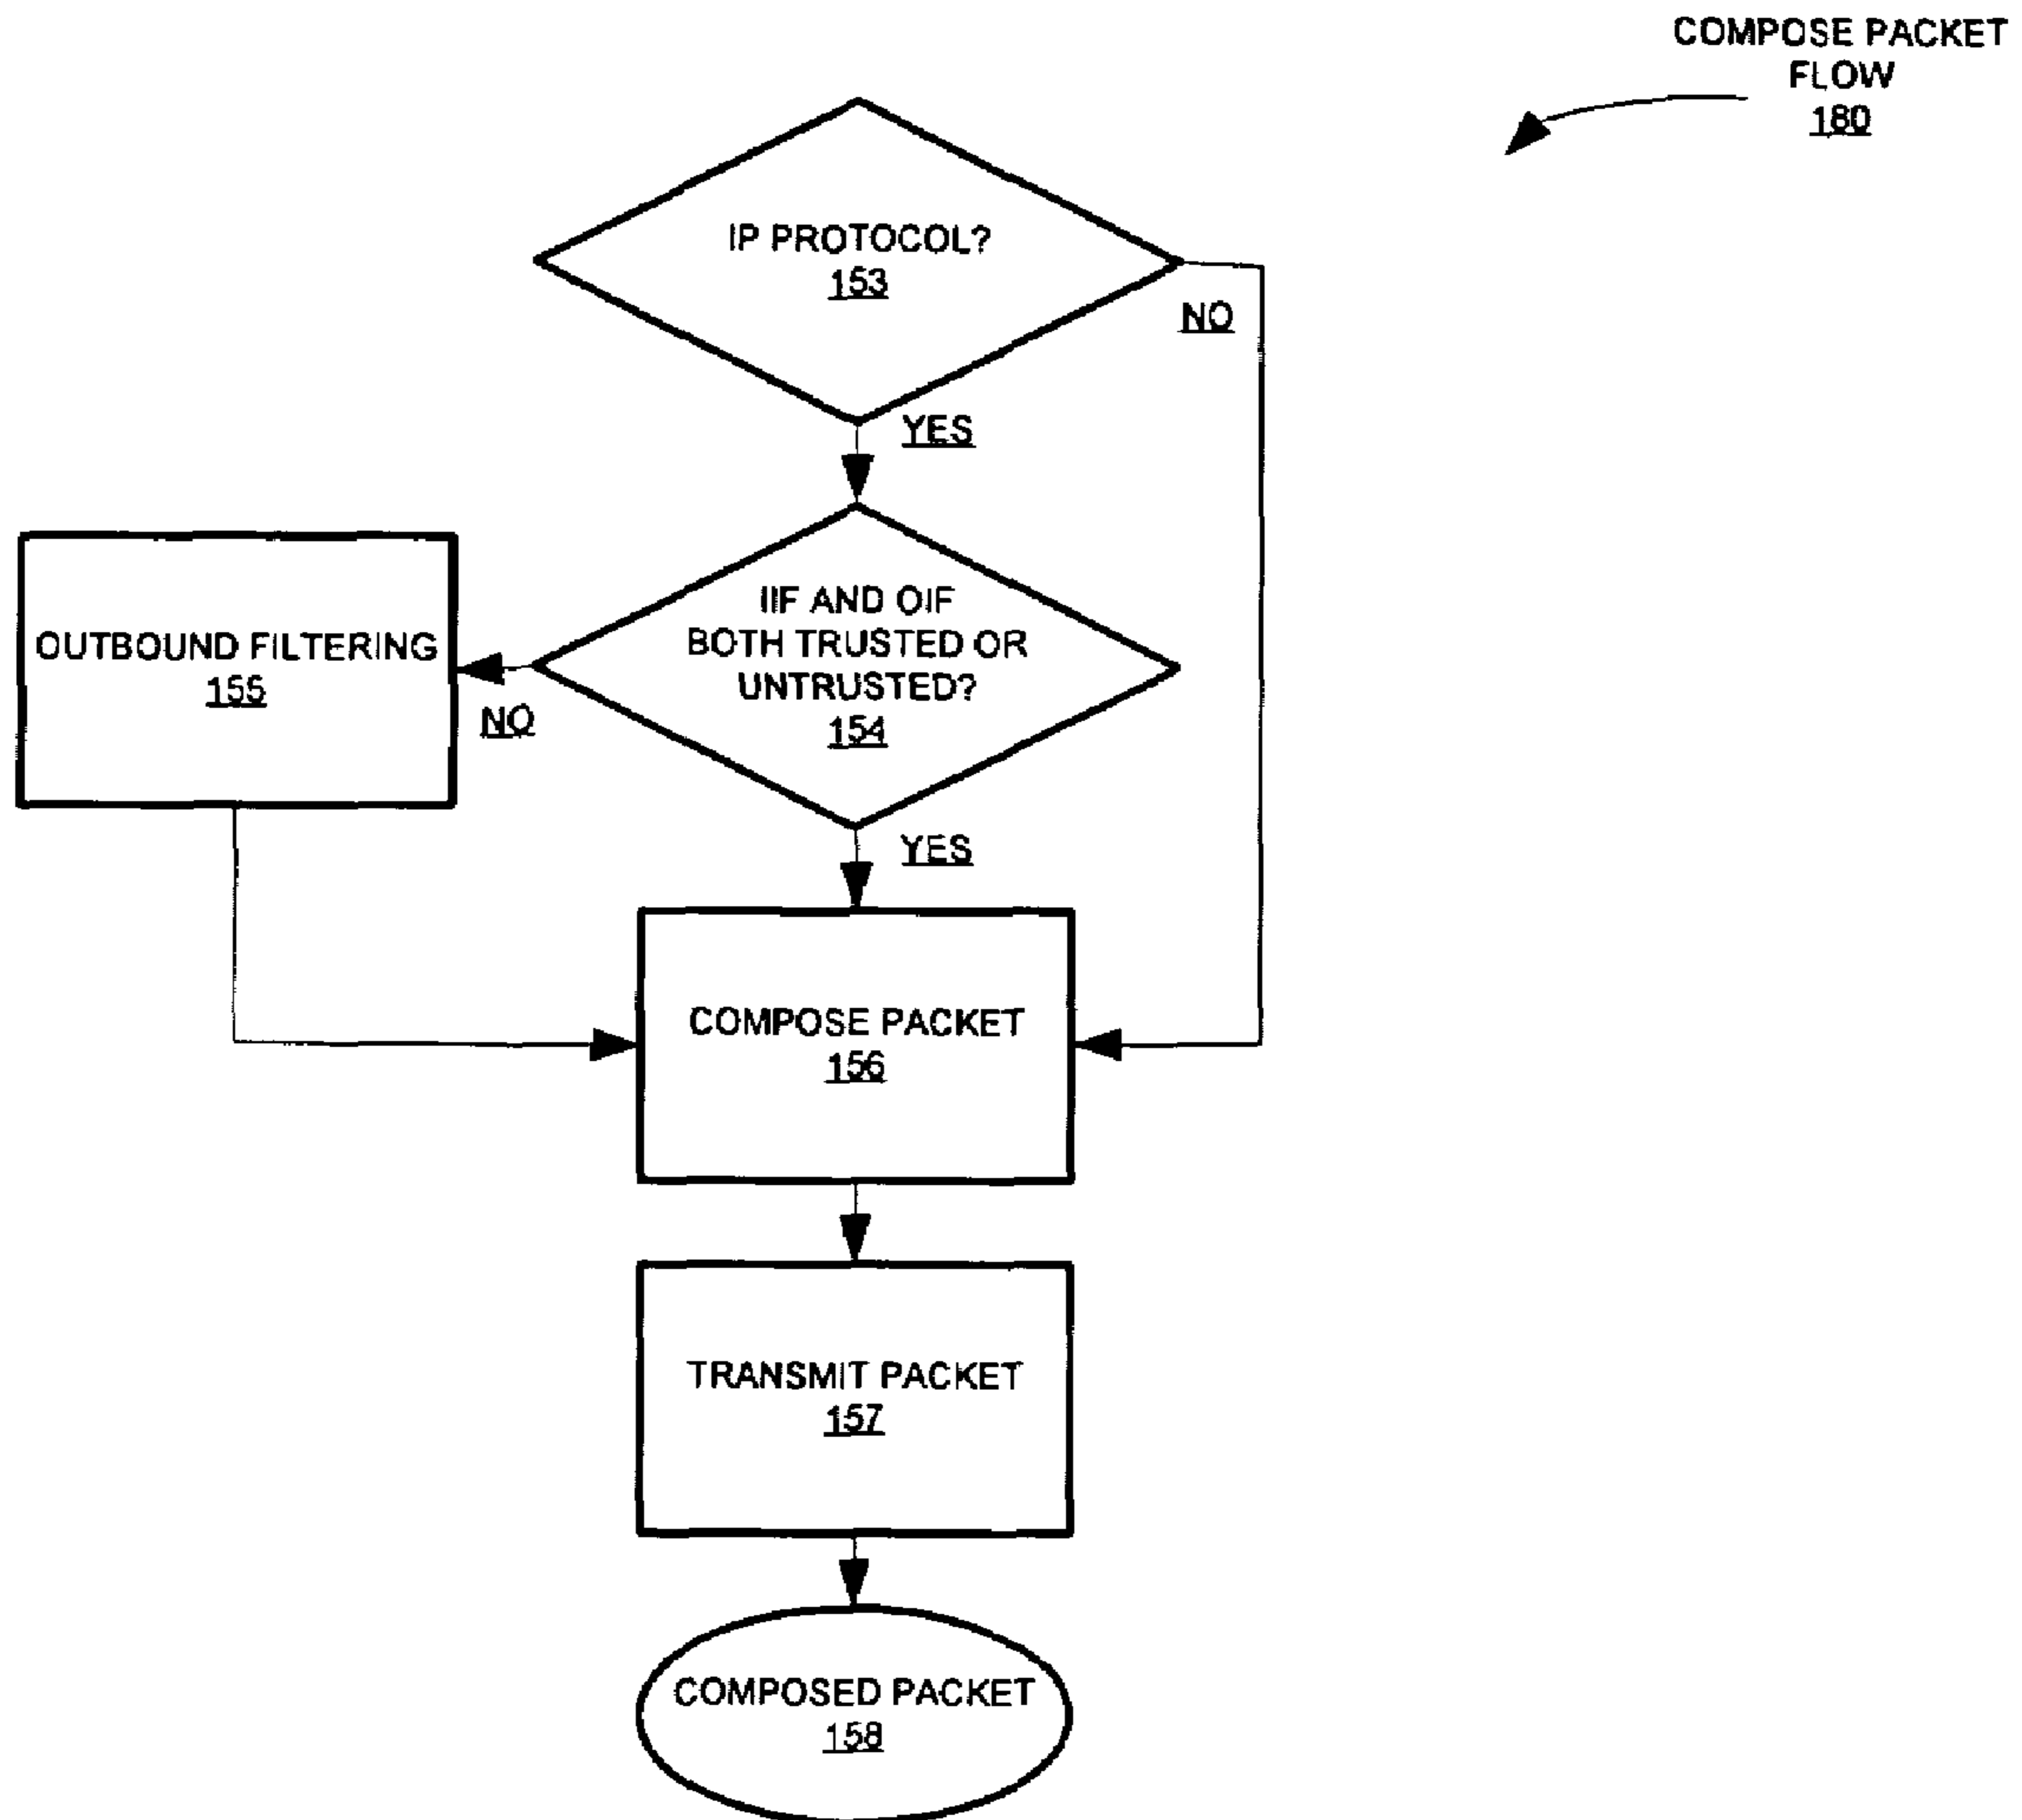 COMPOSE PACKET
FLOW
180
IP PROTOCOL?
153
NO
YES
IIF AND OIF
BOTH TRUSTED OR
UNTRUSTED?
154
OUTBOUND FILTERING
155
NO
YES
COMPOSE PACKET
156
TRANSMIT PACKET
157
COMPOSED PACKET
158